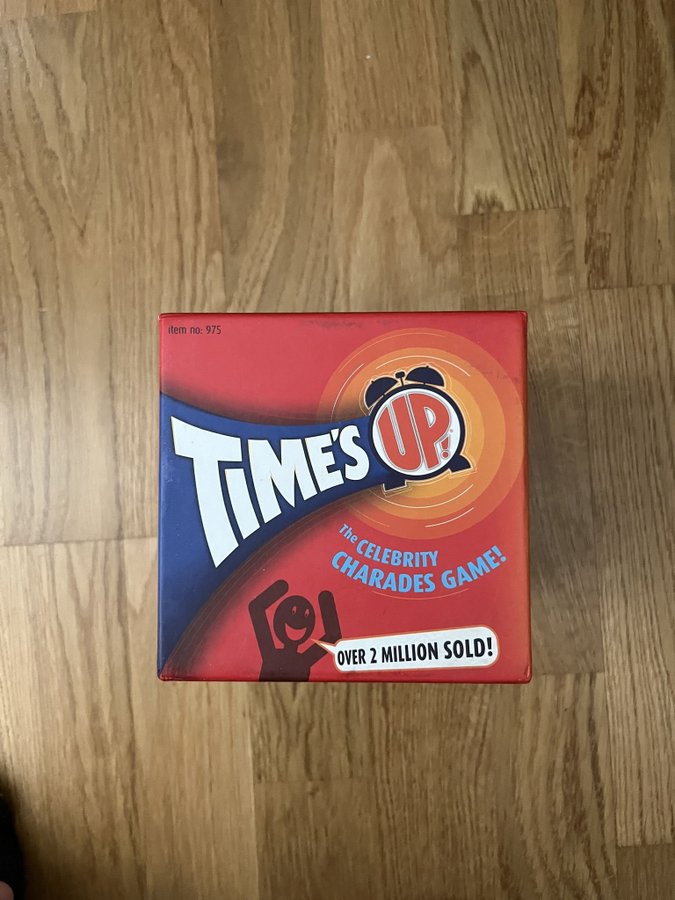 item no: 975
TiME'S UP!
The CELEBRITY
CHARADES GAME!
OVER 2 MILLION SOLD!